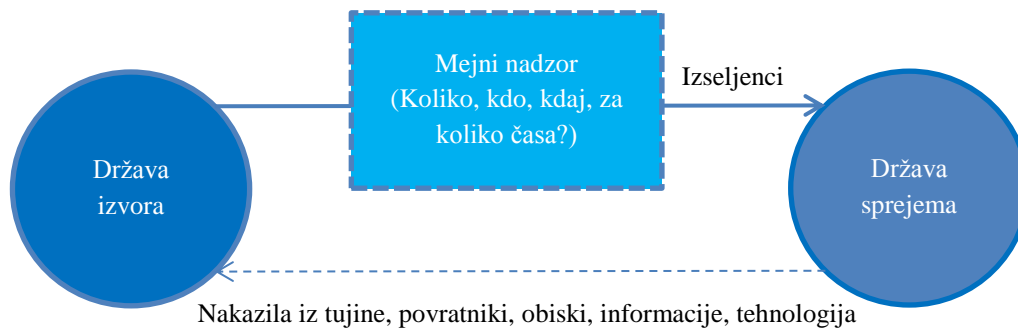 Mejni nadzor
(Koliko, kdo, kdaj, za
koliko časa?)
Izseljenci
Država
izvora
Država
sprejema
Nakazila iz tujine, povratniki, obiski, informacije, tehnologija